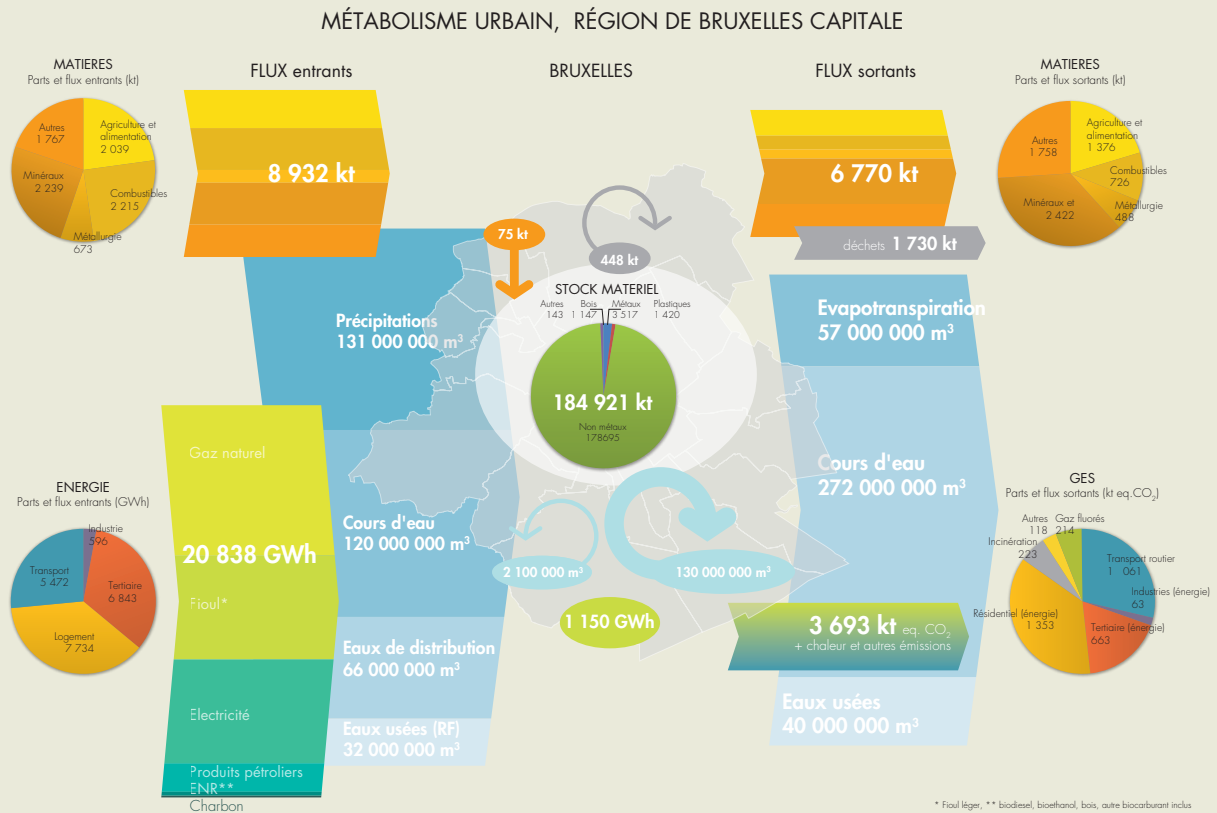 MÉTABOLISME URBAIN, RÉGION DE BRUXELLES CAPITALE
MATIERES
Parts et flux entrants (kt)
Autres
1 767
Agriculture et
alimentation
2 039
Minéraux
2 239
Combustibles
2 215
Métallurgie
673
FLUX entrants
8 932 kt
Précipitations
131 000 000 m³
Cours d'eau
120 000 000 m³
Eaux de distribution
66 000 000 m³
Eaux usées (RF)
32 000 000 m³
ENERGIE
Parts et flux entrants (GWh)
Industrie
596
Transport
5 472
Tertiaire
6 843
Logement
7 734
Gaz naturel
20 838 GWh
Fioul*
Electricité
Produits pétroliers
ENR**
Charbon
BRUXELLES
75 kt
448 kt
STOCK MATERIEL
Autres
143
Bois
1 147
Métaux
3 517
Plastiques
1 420
184 921 kt
Non métaux
178695
2 100 000 m³
130 000 000 m³
1 150 GWh
FLUX sortants
6 770 kt
déchets 1 730 kt
Evapotranspiration
57 000 000 m³
Cours d'eau
272 000 000 m³
3 693 kt eq. CO₂
+ chaleur et autres émissions
Eaux usées
40 000 000 m³
MATIERES
Parts et flux sortants (kt)
Autres
1 758
Agriculture et
alimentation
1 376
Combustibles
726
Métallurgie
488
Minéraux et
2 422
GES
Parts et flux sortants (kt eq.CO₂)
Autres
118
Gaz fluorés
214
Incinération
223
Transport routier
1 061
Industries (énergie)
63
Résidentiel (énergie)
1 353
Tertiaire (énergie)
663
* Fioul léger, ** biodiesel, bioethanol, bois, autre biocarburant inclus